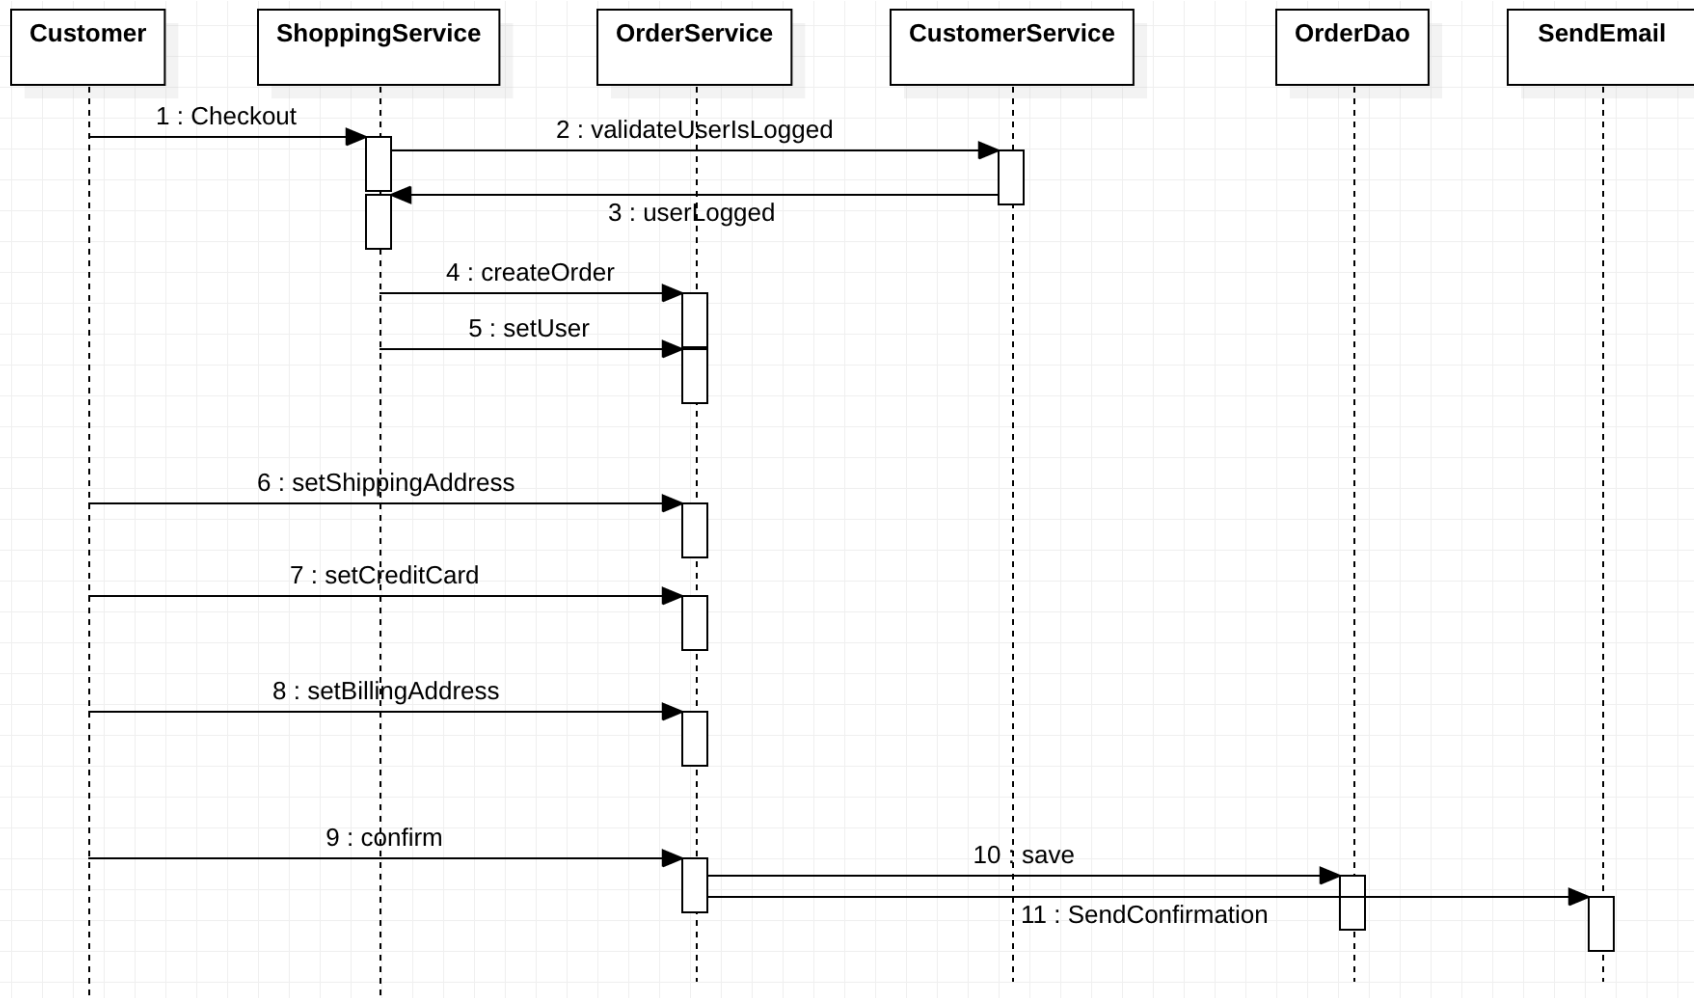 Customer
ShoppingService
OrderService
CustomerService
OrderDao
SendEmail
1 : Checkout
2 : validateUserIsLogged
3 : userLogged
4 : createOrder
5 : setUser
6 : setShippingAddress
7 : setCreditCard
8 : setBillingAddress
9 : confirm
10 : save
11 : SendConfirmation